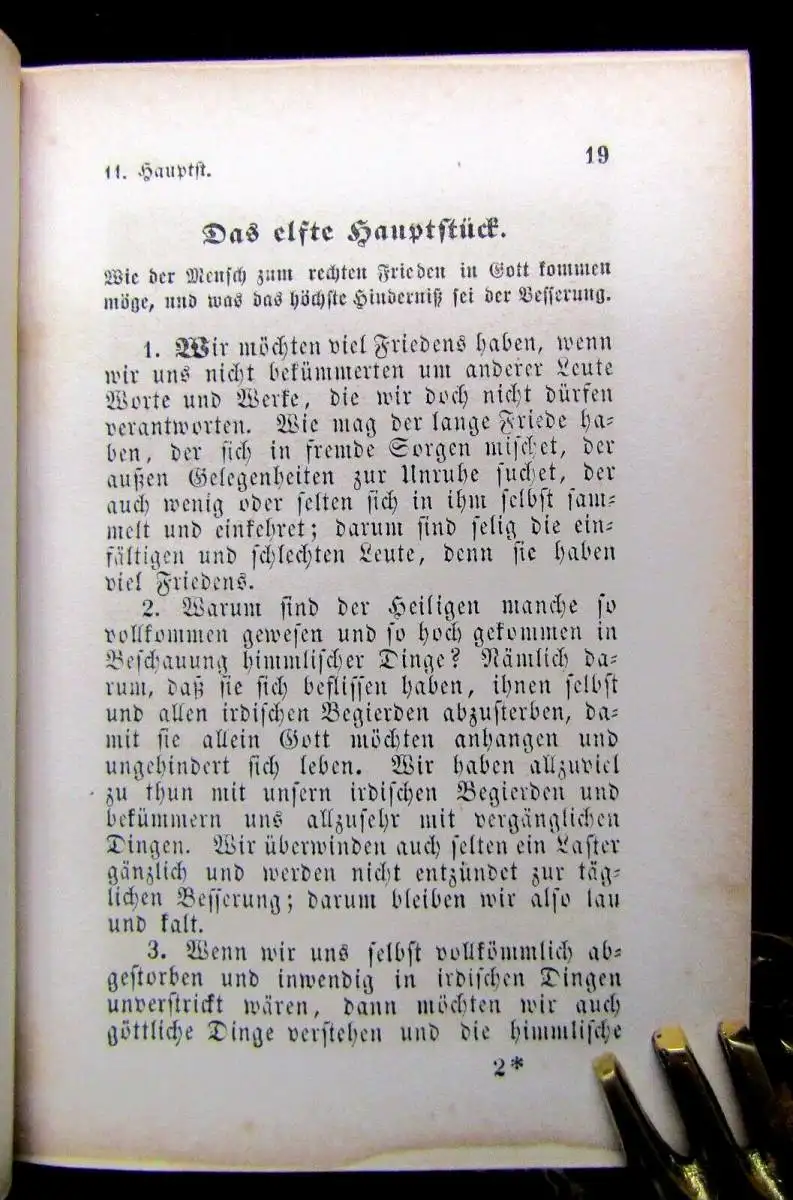 11. Hauptst.
19
Das elfte Hauptstück.
Wie der Mensch zum rechten Frieden in Gott kommen
möge, und was das höchste Hinderniß sei der Besserung.
1. Wir möchten viel Friedens haben, wenn
wir uns nicht bekümmerten um anderer Leute
Worte und Werke, die wir doch nicht dürfen
verantworten. Wie mag der lange Friede ha-
ben, der sich in fremde Sorgen mischet, der
außen Gelegenheiten zur Unruhe suchet, der
auch wenig oder selten sich in ihm selbst sam-
melt und einkehret; darum sind selig die ein-
fältigen und schlechten Leute, denn sie haben
viel Friedens.
2. Warum sind der Heiligen manche so
vollkommen gewesen und so hoch gekommen in
Beschauung himmlischer Dinge? Nämlich da-
rum, daß sie sich beflissen haben, ihnen selbst
und allen irdischen Begierden abzusterben, da-
mit sie allein Gott möchten anhangen und
ungehindert sich leben. Wir haben allzuviel
zu thun mit unsern irdischen Begierden und
bekümmern uns allzusehr mit vergänglichen
Dingen. Wir überwinden auch selten ein Laster
gänzlich und werden nicht entzündet zur täg-
lichen Besserung; darum bleiben wir also lau
und kalt.
3. Wenn wir uns selbst vollkömmlich ab-
gestorben und inwendig in irdischen Dingen
unverstrickt wären, dann möchten wir auch
göttliche Dinge verstehen und die himmlische
2*